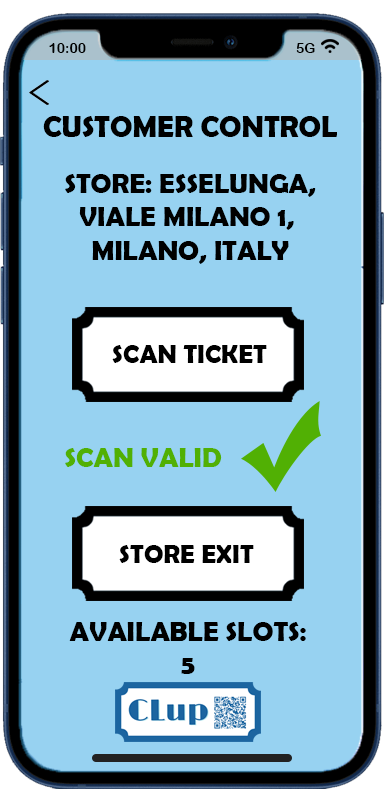 10:00 5G
CUSTOMER CONTROL
STORE: ESSELUNGA,
VIALE MILANO 1,
MILANO, ITALY
SCAN TICKET
SCAN VALID
STORE EXIT
AVAILABLE SLOTS:
5
CLup